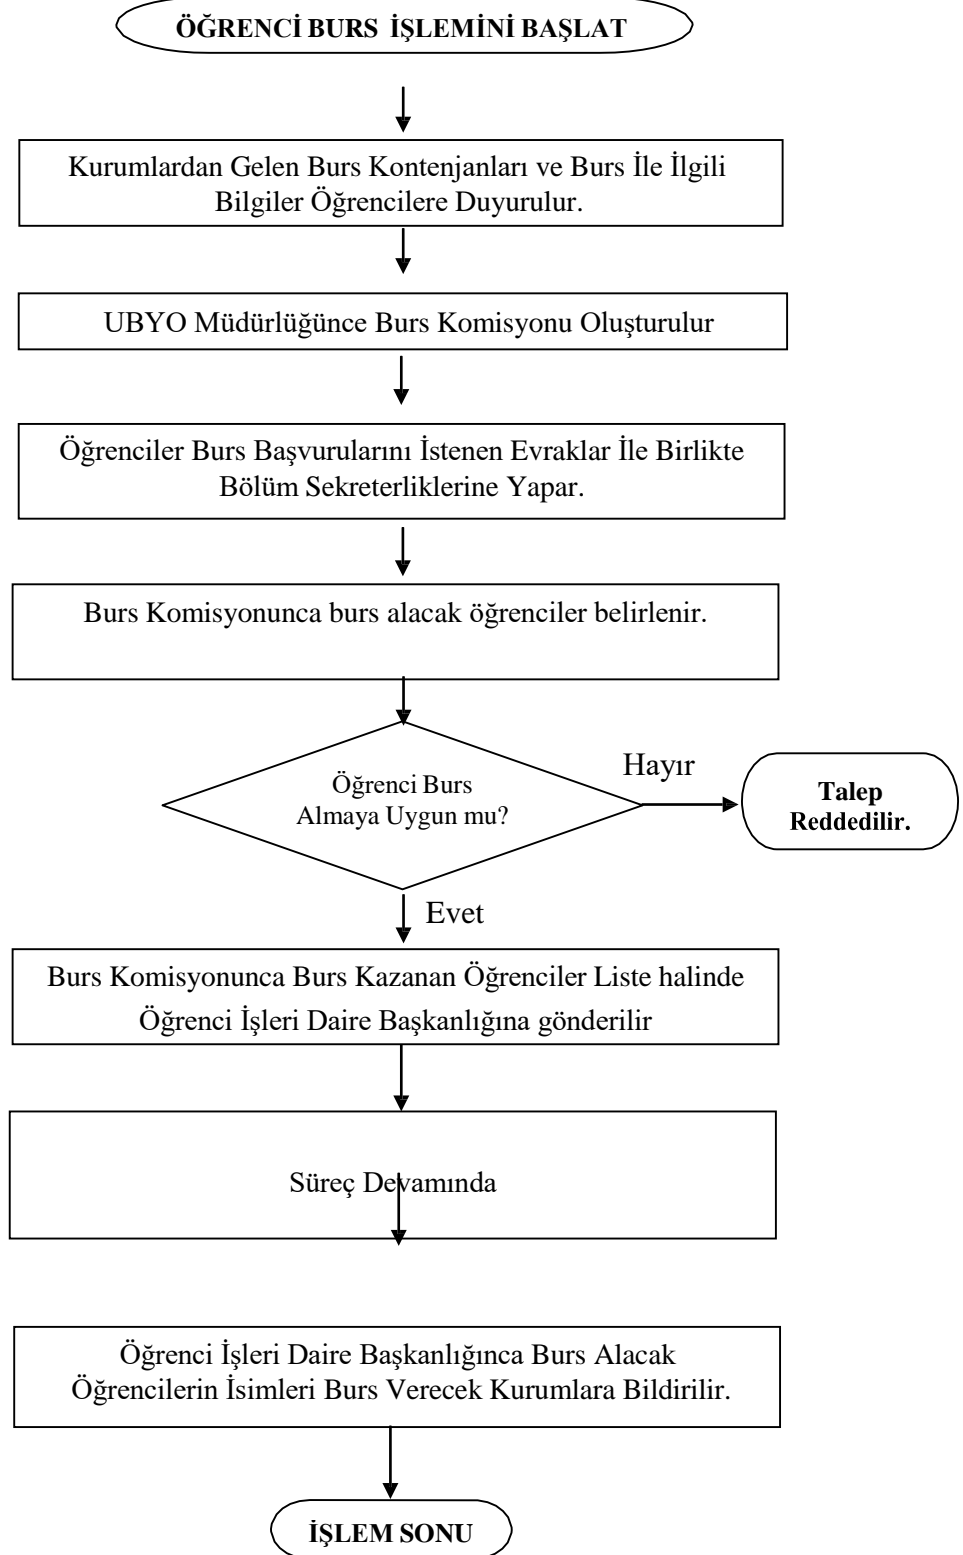 ÖĞRENCİ BURS İŞLEMİNİ BAŞLAT
Kurumlardan Gelen Burs Kontenjanları ve Burs İle İlgili
Bilgiler Öğrencilere Duyurulur.
UBYO Müdürlüğünce Burs Komisyonu Oluşturulur
Öğrenciler Burs Başvurularını İstenen Evraklar İle Birlikte
Bölüm Sekreterliklerine Yapar.
Burs Komisyonunca burs alacak öğrenciler belirlenir.
Öğrenci Burs
Almaya Uygun mu?
Hayır
Talep
Reddedilir.
Evet
Burs Komisyonunca Burs Kazanan Öğrenciler Liste halinde
Öğrenci İşleri Daire Başkanlığına gönderilir
Süreç Devamında
Öğrenci İşleri Daire Başkanlığınca Burs Alacak
Öğrencilerin İsimleri Burs Verecek Kurumlara Bildirilir.
İŞLEM SONU